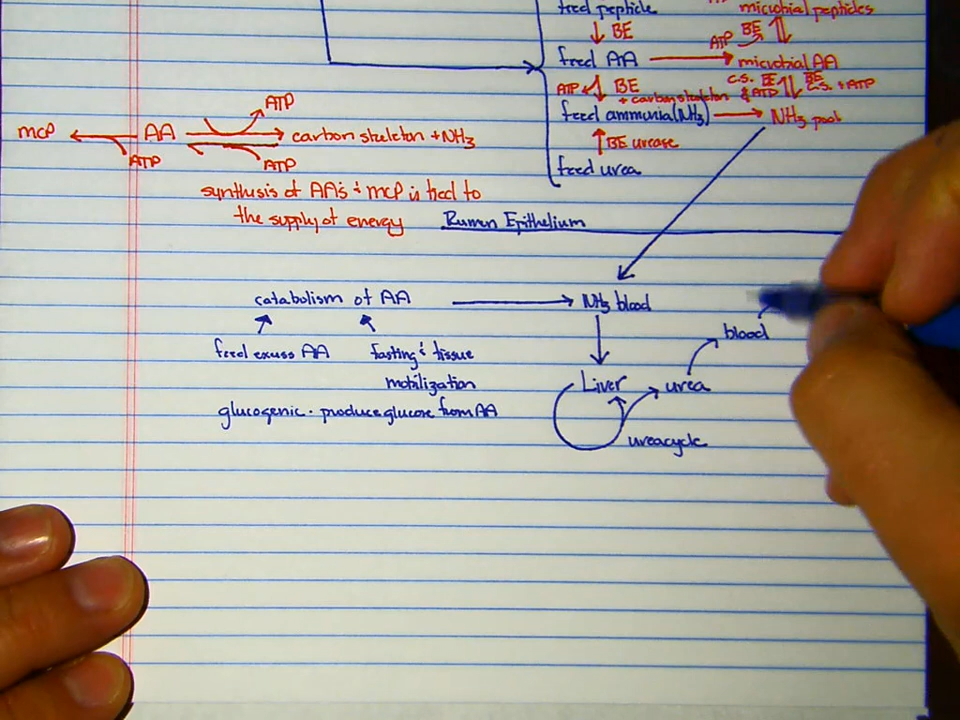 feed peptide
microbial peptides
BE
ATP BE
feed AA
microbial AA
ATP BE
+ carbon skeleton
C.S. BE
& ATP
BE
C.S. + ATP
feed ammonia (NH3)
NH3 pool
BE urease
feed urea
ATP
mcp
AA
carbon skeleton + NH3
ATP
ATP
synthesis of AA's & mcp is tied to
the supply of energy
Rumen Epithelium
catabolism of AA
NH3 blood
blood
feed excess AA
fasting & tissue
mobilization
Liver
urea
glucogenic · produce glucose from AA
ureacycle